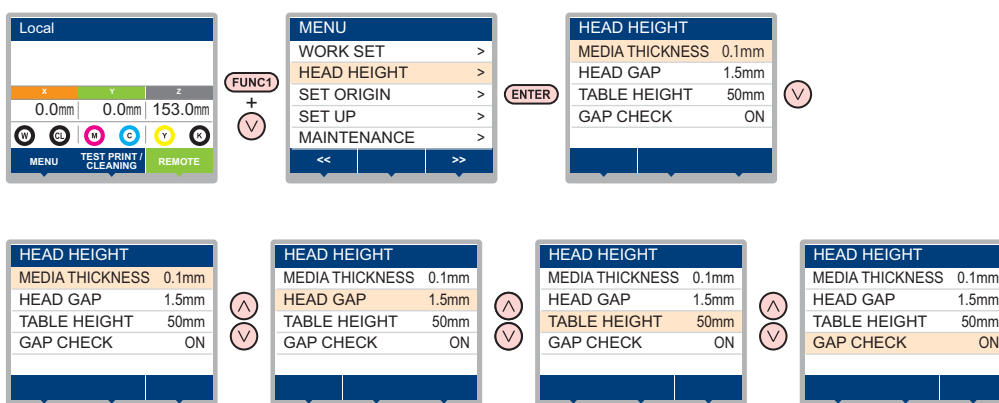 Local
X Y Z
0.0mm 0.0mm 153.0mm
W CL M C Y K
MENU TEST PRINT / CLEANING REMOTE
FUNC1
+
MENU
WORK SET >
HEAD HEIGHT >
SET ORIGIN >
SET UP >
MAINTENANCE >
<< >>
ENTER
HEAD HEIGHT
MEDIA THICKNESS 0.1mm
HEAD GAP 1.5mm
TABLE HEIGHT 50mm
GAP CHECK ON
HEAD HEIGHT
MEDIA THICKNESS 0.1mm
HEAD GAP 1.5mm
TABLE HEIGHT 50mm
GAP CHECK ON
HEAD HEIGHT
MEDIA THICKNESS 0.1mm
HEAD GAP 1.5mm
TABLE HEIGHT 50mm
GAP CHECK ON
HEAD HEIGHT
MEDIA THICKNESS 0.1mm
HEAD GAP 1.5mm
TABLE HEIGHT 50mm
GAP CHECK ON
HEAD HEIGHT
MEDIA THICKNESS 0.1mm
HEAD GAP 1.5mm
TABLE HEIGHT 50mm
GAP CHECK ON